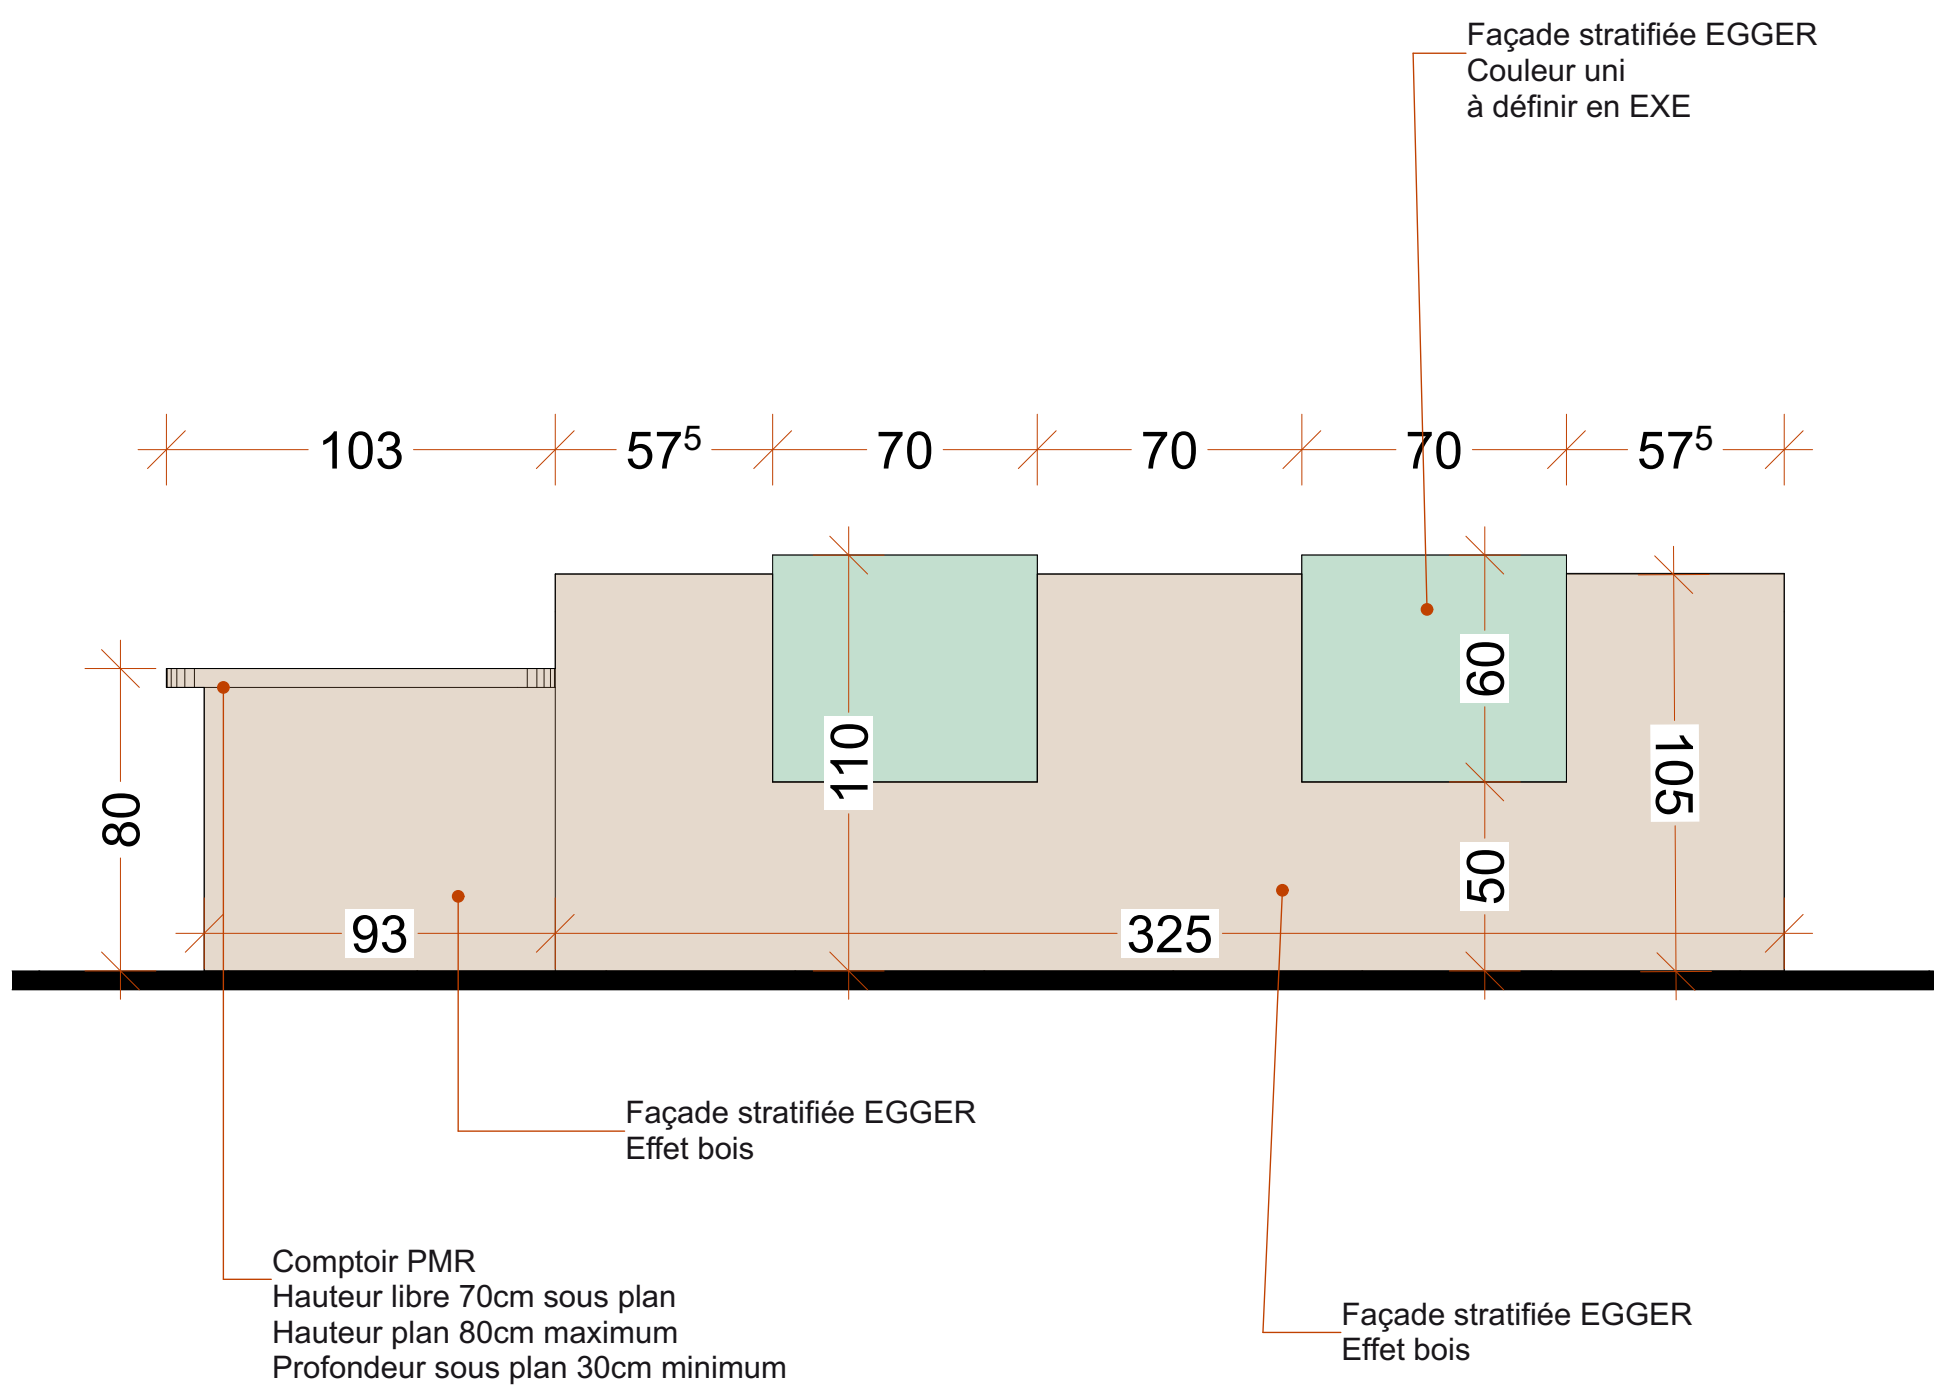 Façade stratifiée EGGER
Couleur uni
à définir en EXE
103
57⁵
70
70
70
57⁵
110
60
105
80
50
93
325
Façade stratifiée EGGER
Effet bois
Comptoir PMR
Hauteur libre 70cm sous plan
Hauteur plan 80cm maximum
Profondeur sous plan 30cm minimum
Façade stratifiée EGGER
Effet bois